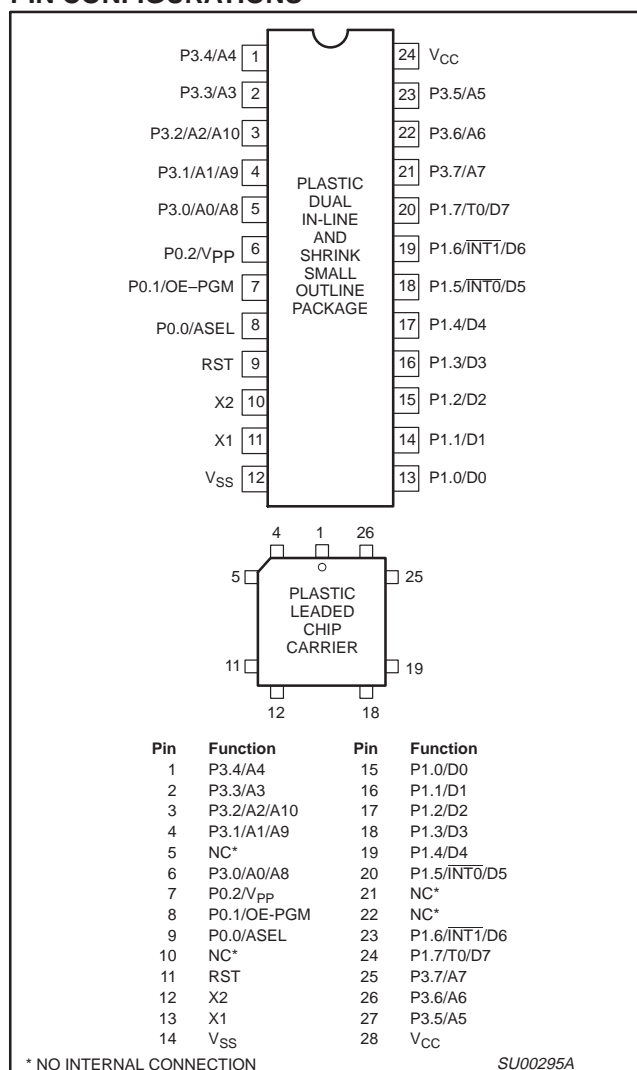 PIN CONFIGURATIONS
P3.4/A4 1
P3.3/A3 2
P3.2/A2/A10 3
P3.1/A1/A9 4
P3.0/A0/A8 5
P0.2/VPP 6
P0.1/OE–PGM 7
P0.0/ASEL 8
RST 9
X2 10
X1 11
VSS 12
PLASTIC
DUAL
IN-LINE
AND
SHRINK
SMALL
OUTLINE
PACKAGE
24 VCC
23 P3.5/A5
22 P3.6/A6
21 P3.7/A7
20 P1.7/T0/D7
19 P1.6/INT1/D6
18 P1.5/INT0/D5
17 P1.4/D4
16 P1.3/D3
15 P1.2/D2
14 P1.1/D1
13 P1.0/D0
4 1 26
5 25
PLASTIC
LEADED
CHIP
CARRIER
11 19
12 18
Pin Function Pin Function
1 P3.4/A4 15 P1.0/D0
2 P3.3/A3 16 P1.1/D1
3 P3.2/A2/A10 17 P1.2/D2
4 P3.1/A1/A9 18 P1.3/D3
5 NC* 19 P1.4/D4
6 P3.0/A0/A8 20 P1.5/INT0/D5
7 P0.2/VPP 21 NC*
8 P0.1/OE-PGM 22 NC*
9 P0.0/ASEL 23 P1.6/INT1/D6
10 NC* 24 P1.7/T0/D7
11 RST 25 P3.7/A7
12 X2 26 P3.6/A6
13 X1 27 P3.5/A5
14 VSS 28 VCC
* NO INTERNAL CONNECTION SU00295A